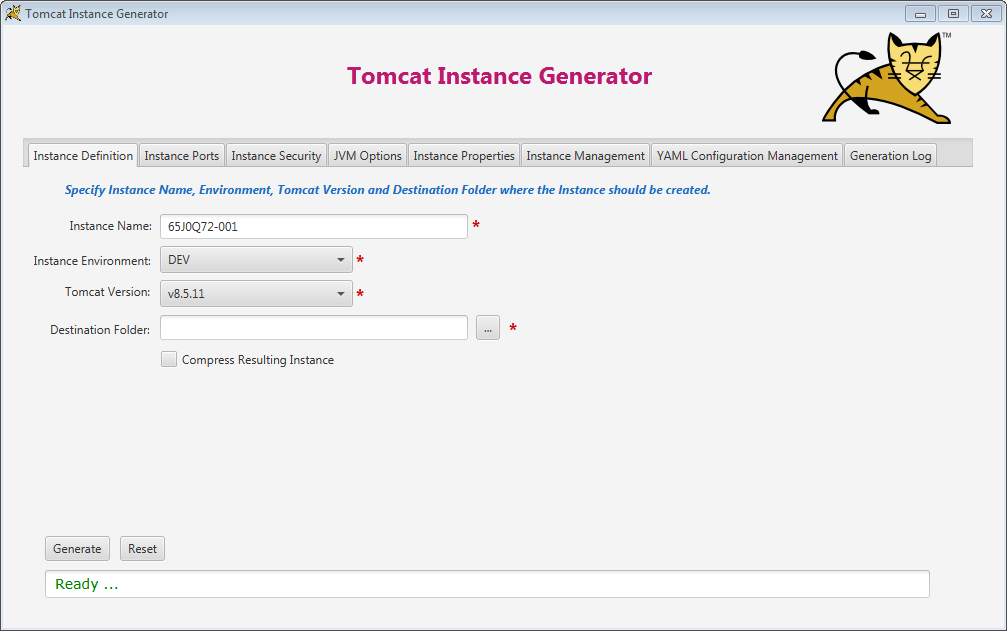 Tomcat Instance Generator
Tomcat Instance Generator
TM
Instance Definition Instance Ports Instance Security JVM Options Instance Properties Instance Management YAML Configuration Management Generation Log
Specify Instance Name, Environment, Tomcat Version and Destination Folder where the Instance should be created.
Instance Name: 65J0Q72-001 *
Instance Environment: DEV *
Tomcat Version: v8.5.11 *
Destination Folder: ... *
Compress Resulting Instance
Generate Reset
Ready ...